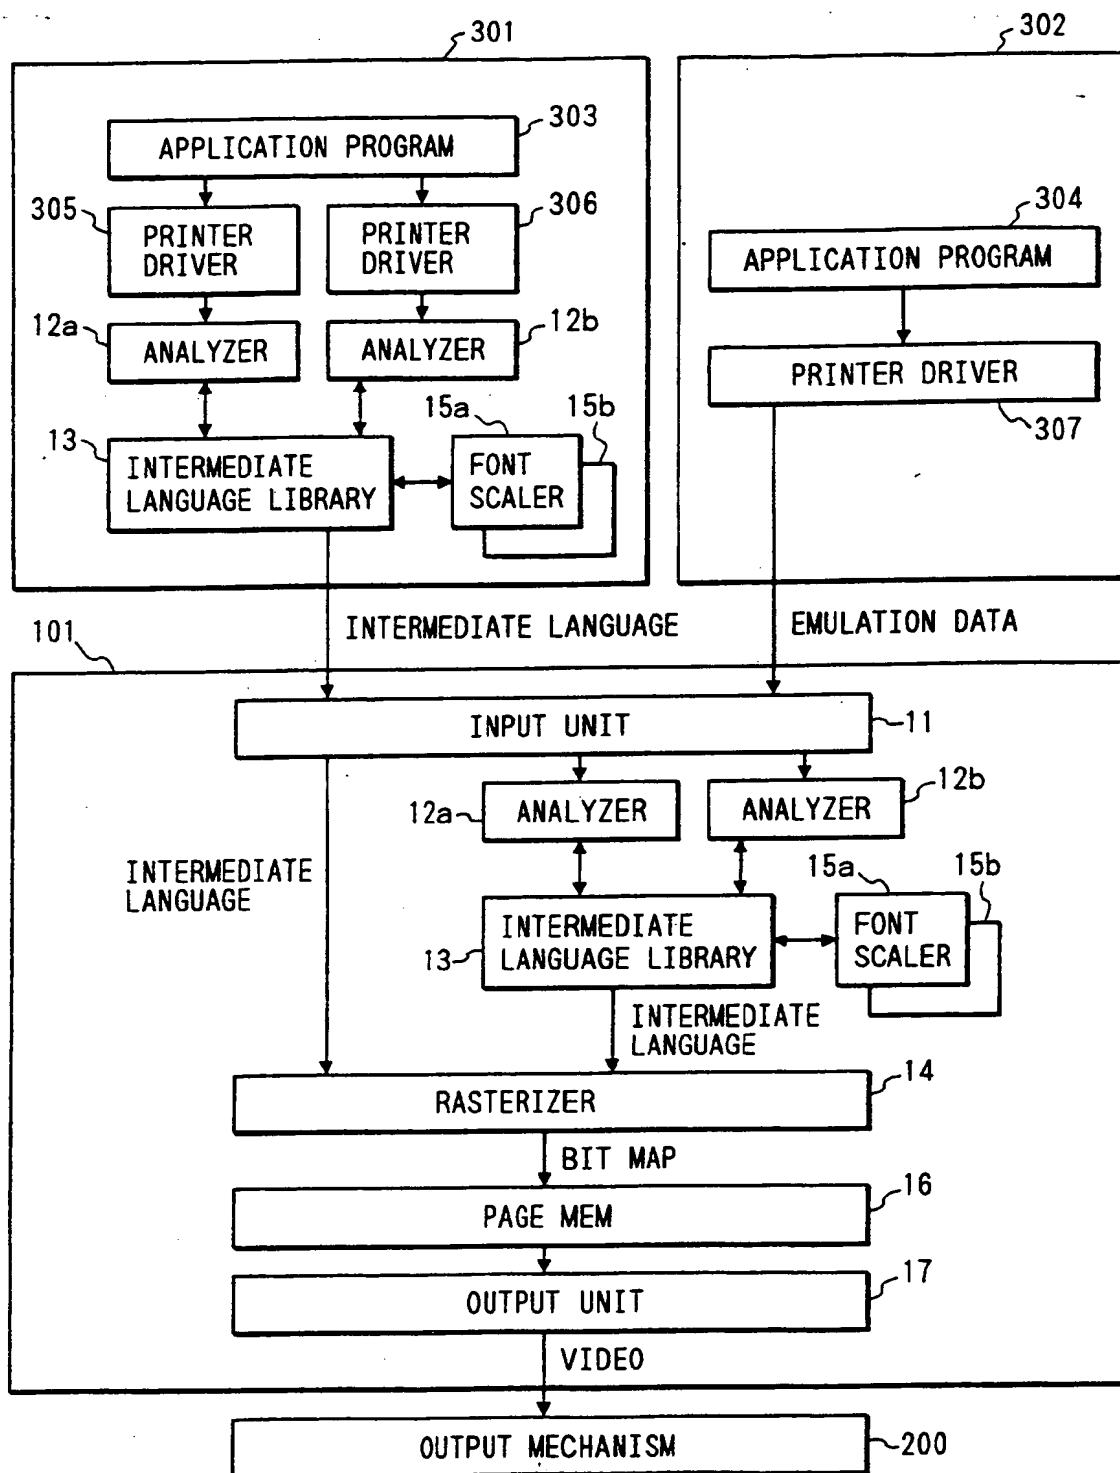 301
302
303
APPLICATION PROGRAM
305
PRINTER
DRIVER
306
PRINTER
DRIVER
304
APPLICATION PROGRAM
12a
ANALYZER
12b
ANALYZER
PRINTER DRIVER
307
13
INTERMEDIATE
LANGUAGE LIBRARY
15a
15b
FONT
SCALER
INTERMEDIATE LANGUAGE
EMULATION DATA
101
INPUT UNIT
11
12a
ANALYZER
12b
ANALYZER
INTERMEDIATE
LANGUAGE
13
INTERMEDIATE
LANGUAGE LIBRARY
15a
15b
FONT
SCALER
INTERMEDIATE
LANGUAGE
RASTERIZER
14
BIT MAP
PAGE MEM
16
OUTPUT UNIT
17
VIDEO
OUTPUT MECHANISM
200